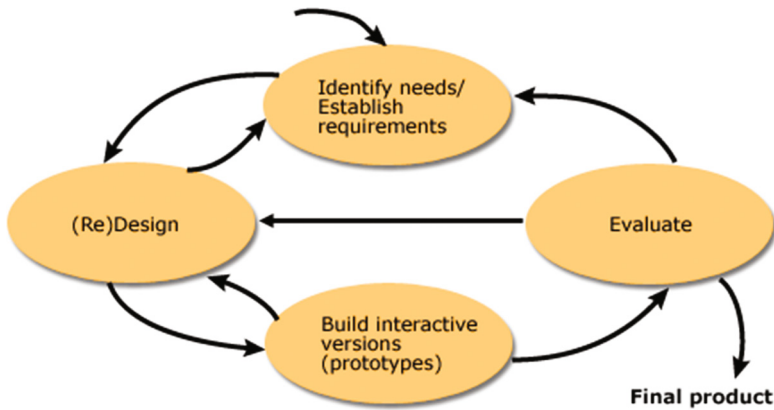 Identify needs/
Establish
requirements
(Re)Design
Evaluate
Build interactive
versions
(prototypes)
Final product